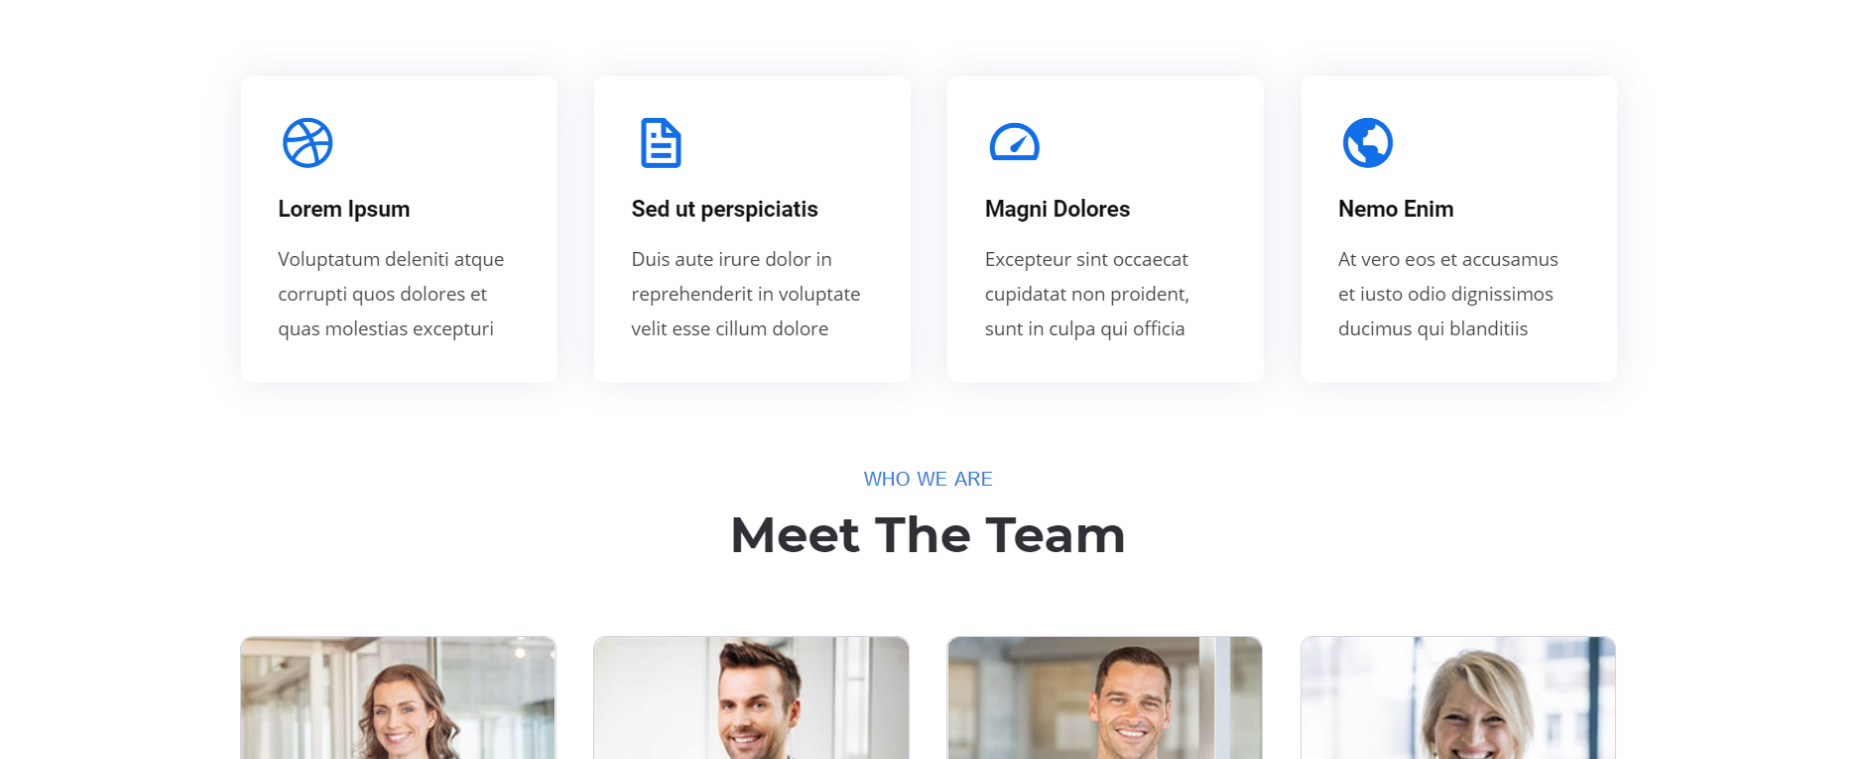 Lorem Ipsum
Voluptatum deleniti atque
corrupti quos dolores et
quas molestias excepturi
Sed ut perspiciatis
Duis aute irure dolor in
reprehenderit in voluptate
velit esse cillum dolore
Magni Dolores
Excepteur sint occaecat
cupidatat non proident,
sunt in culpa qui officia
Nemo Enim
At vero eos et accusamus
et iusto odio dignissimos
ducimus qui blanditiis
WHO WE ARE
Meet The Team